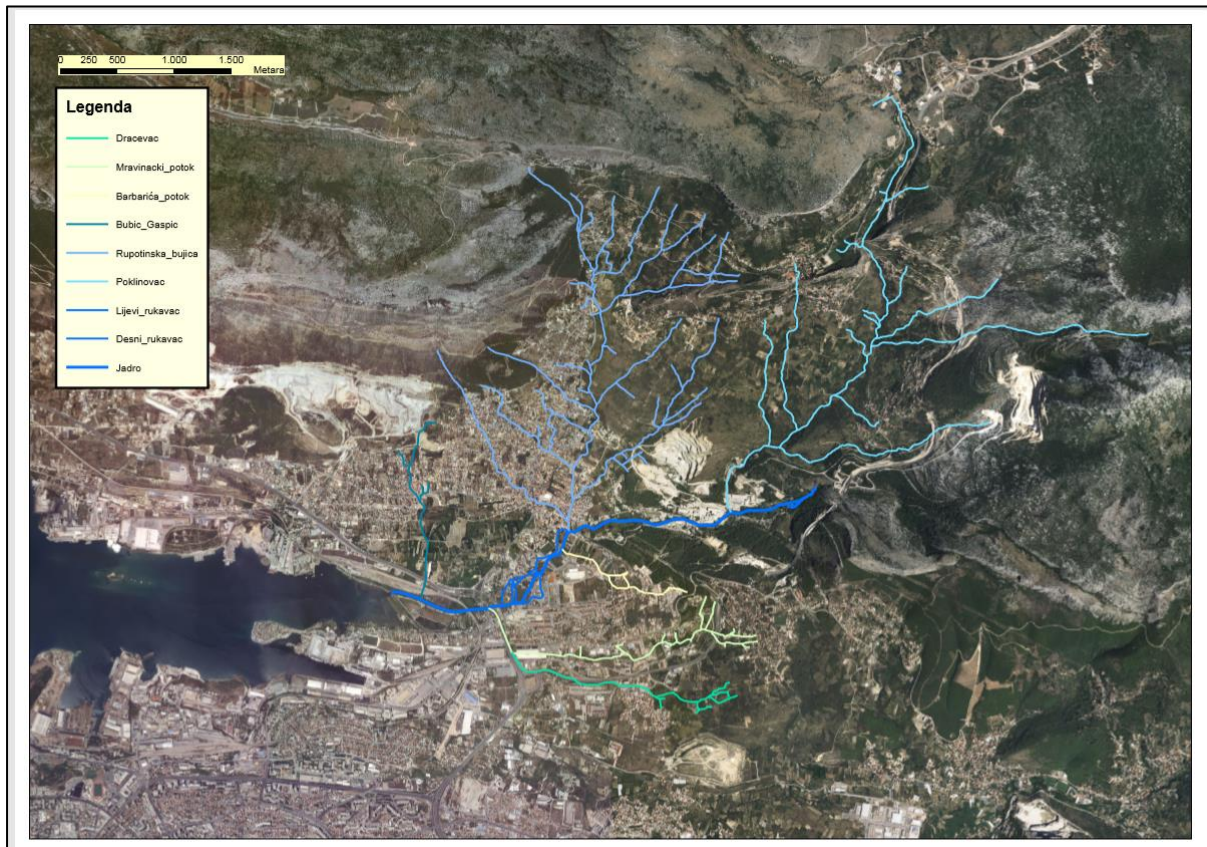 0 250 500 1.000 1.500
Metara
Legenda
Dracevac
Mravinacki_potok
Barbarića_potok
Bubic_Gaspic
Rupotinska_bujica
Poklinovac
Lijevi_rukavac
Desni_rukavac
Jadro